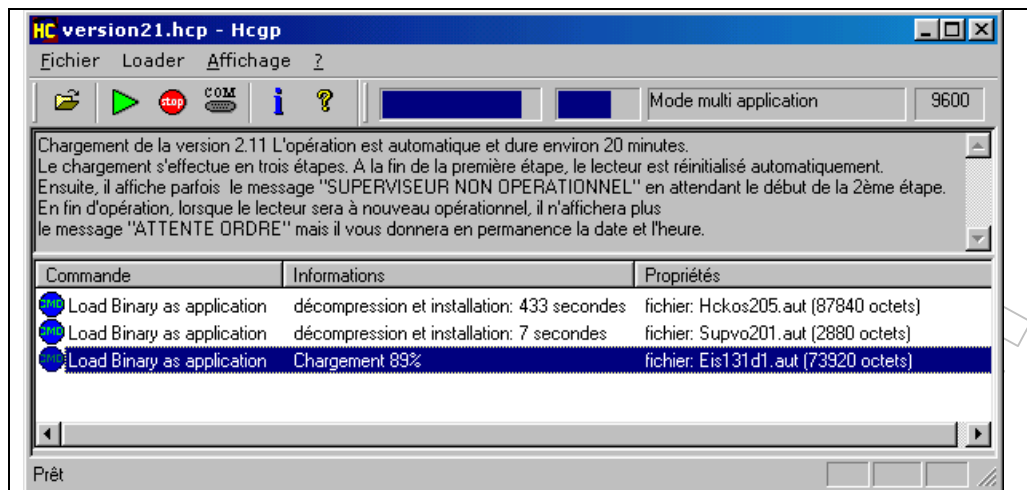 HC version21.hcp - Hcgp
Fichier Loader Affichage ?
stop COM i ? Mode multi application 9600
Chargement de la version 2.11 L'opération est automatique et dure environ 20 minutes.
Le chargement s'effectue en trois étapes. A la fin de la première étape, le lecteur est réinitialisé automatiquement.
Ensuite, il affiche parfois le message "SUPERVISEUR NON OPERATIONNEL" en attendant le début de la 2ème étape.
En fin d'opération, lorsque le lecteur sera à nouveau opérationnel, il n'affichera plus
le message "ATTENTE ORDRE" mais il vous donnera en permanence la date et l'heure.
Commande Informations Propriétés
CMD Load Binary as application décompression et installation: 433 secondes fichier: Hckos205.aut (87840 octets)
CMD Load Binary as application décompression et installation: 7 secondes fichier: Supvo201.aut (2880 octets)
CMD Load Binary as application Chargement 89% fichier: Eis131d1.aut (73920 octets)
Prêt